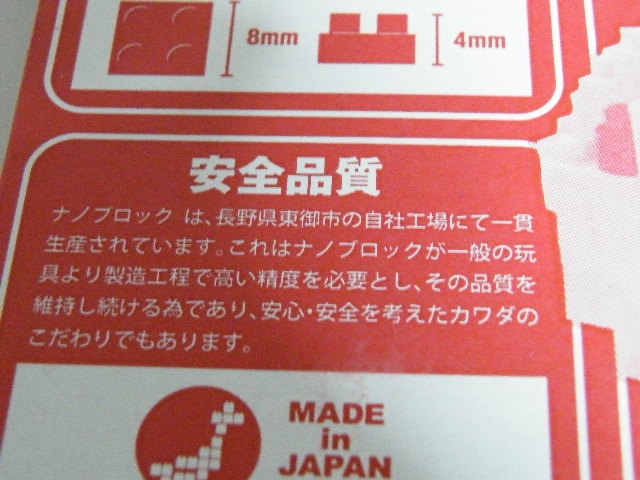 8mm
4mm
安全品質
ナノブロック は、長野県東御市の自社工場にて一貫
生産されています。これはナノブロックが一般の玩
具より製造工程で高い精度を必要とし、その品質を
維持し続ける為であり、安心・安全を考えたカワダの
こだわりでもあります。
MADE
in
JAPAN